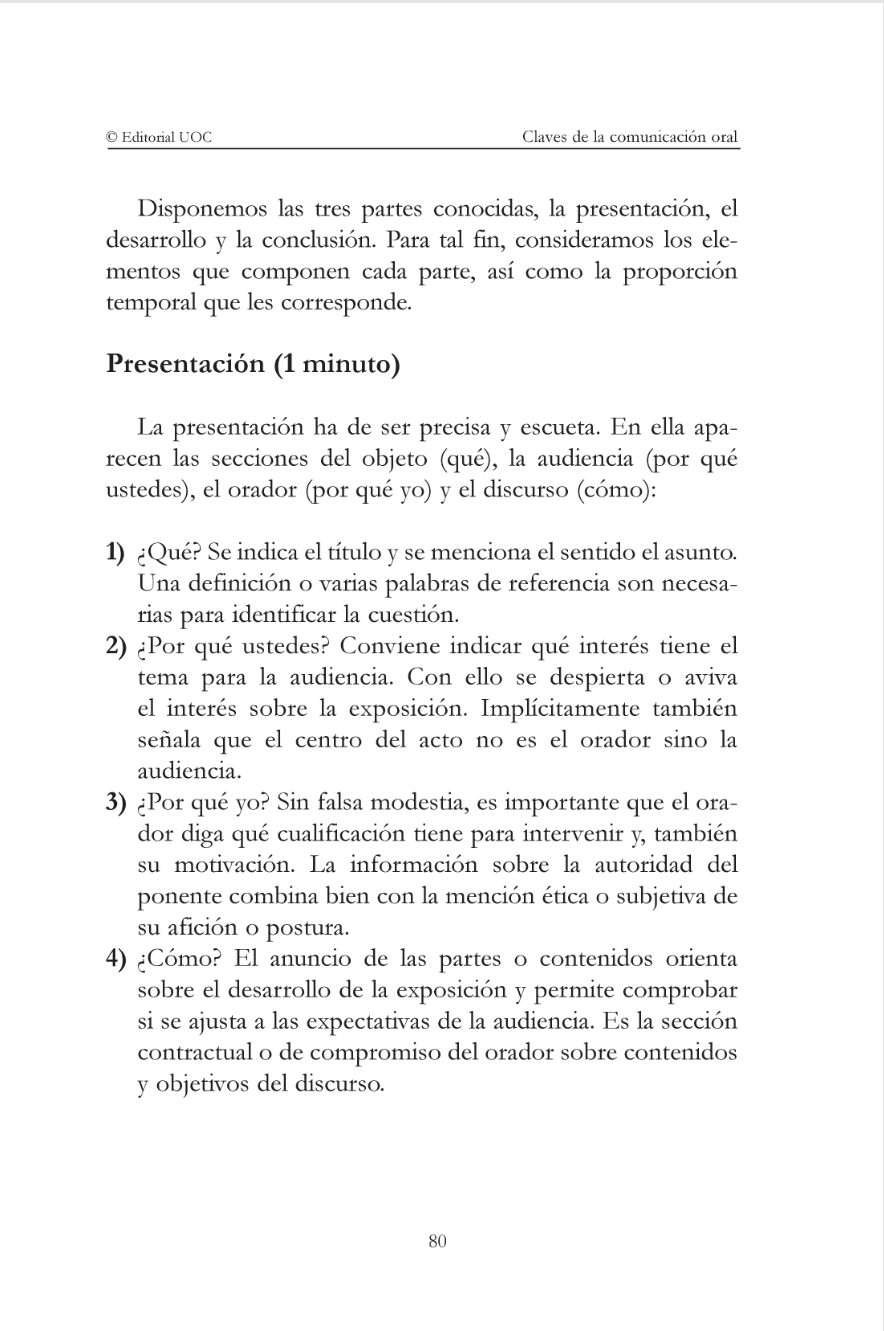 © Editorial UOC Claves de la comunicación oral
Disponemos las tres partes conocidas, la presentación, el
desarrollo y la conclusión. Para tal fin, consideramos los ele-
mentos que componen cada parte, así como la proporción
temporal que les corresponde.
Presentación (1 minuto)
La presentación ha de ser precisa y escueta. En ella apa-
recen las secciones del objeto (qué), la audiencia (por qué
ustedes), el orador (por qué yo) y el discurso (cómo):
1) ¿Qué? Se indica el título y se menciona el sentido el asunto.
Una definición o varias palabras de referencia son necesa-
rias para identificar la cuestión.
2) ¿Por qué ustedes? Conviene indicar qué interés tiene el
tema para la audiencia. Con ello se despierta o aviva
el interés sobre la exposición. Implícitamente también
señala que el centro del acto no es el orador sino la
audiencia.
3) ¿Por qué yo? Sin falsa modestia, es importante que el ora-
dor diga qué cualificación tiene para intervenir y, también
su motivación. La información sobre la autoridad del
ponente combina bien con la mención ética o subjetiva de
su afición o postura.
4) ¿Cómo? El anuncio de las partes o contenidos orienta
sobre el desarrollo de la exposición y permite comprobar
si se ajusta a las expectativas de la audiencia. Es la sección
contractual o de compromiso del orador sobre contenidos
y objetivos del discurso.
80